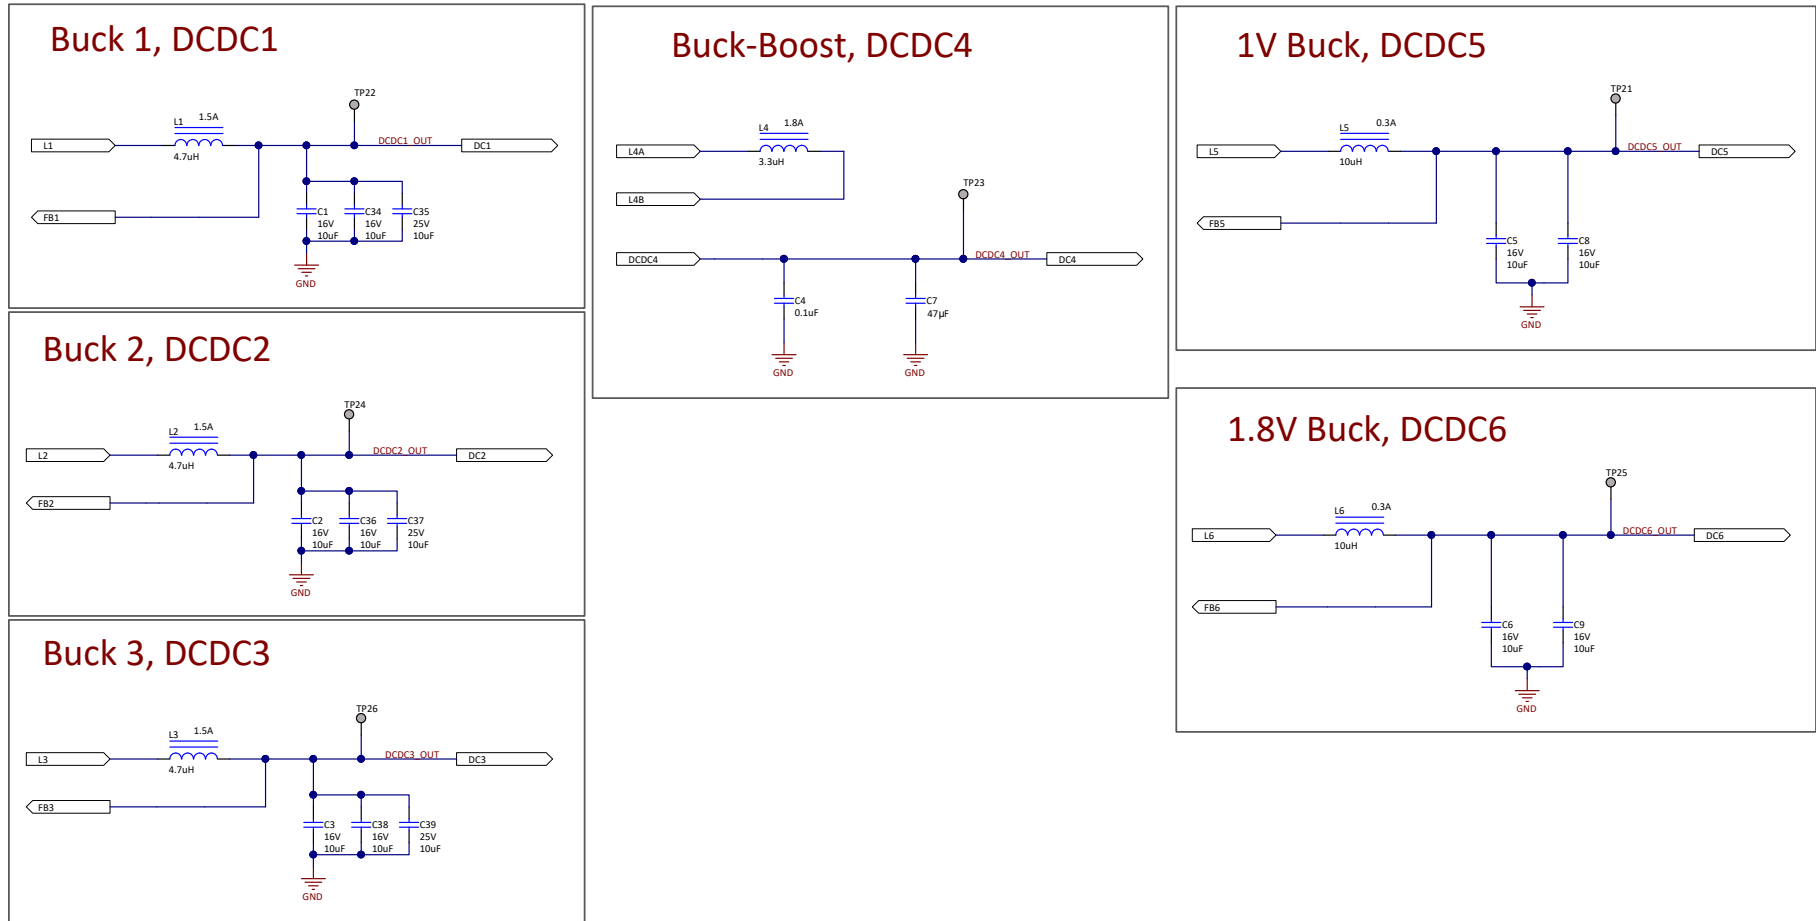 Buck 1, DCDC1
TP22
L1 1.5A
L1
4.7uH
DCDC1_OUT
DC1
FB1
C1
16V
10uF
C34
16V
10uF
C35
25V
10uF
GND
Buck 2, DCDC2
TP24
L2 1.5A
L2
4.7uH
DCDC2_OUT
DC2
FB2
C2
16V
10uF
C36
16V
10uF
C37
25V
10uF
GND
Buck 3, DCDC3
TP26
L3 1.5A
L3
4.7uH
DCDC3_OUT
DC3
FB3
C3
16V
10uF
C38
16V
10uF
C39
25V
10uF
GND
Buck-Boost, DCDC4
L4 1.8A
L4A
3.3uH
L4B
TP23
DCDC4
DCDC4_OUT
DC4
C4
0.1uF
C7
47µF
GND
GND
1V Buck, DCDC5
TP21
L5 0.3A
L5
10uH
DCDC5_OUT
DC5
FB5
C5
16V
10uF
C8
16V
10uF
GND
1.8V Buck, DCDC6
TP25
L6 0.3A
L6
10uH
DCDC6_OUT
DC6
FB6
C6
16V
10uF
C9
16V
10uF
GND